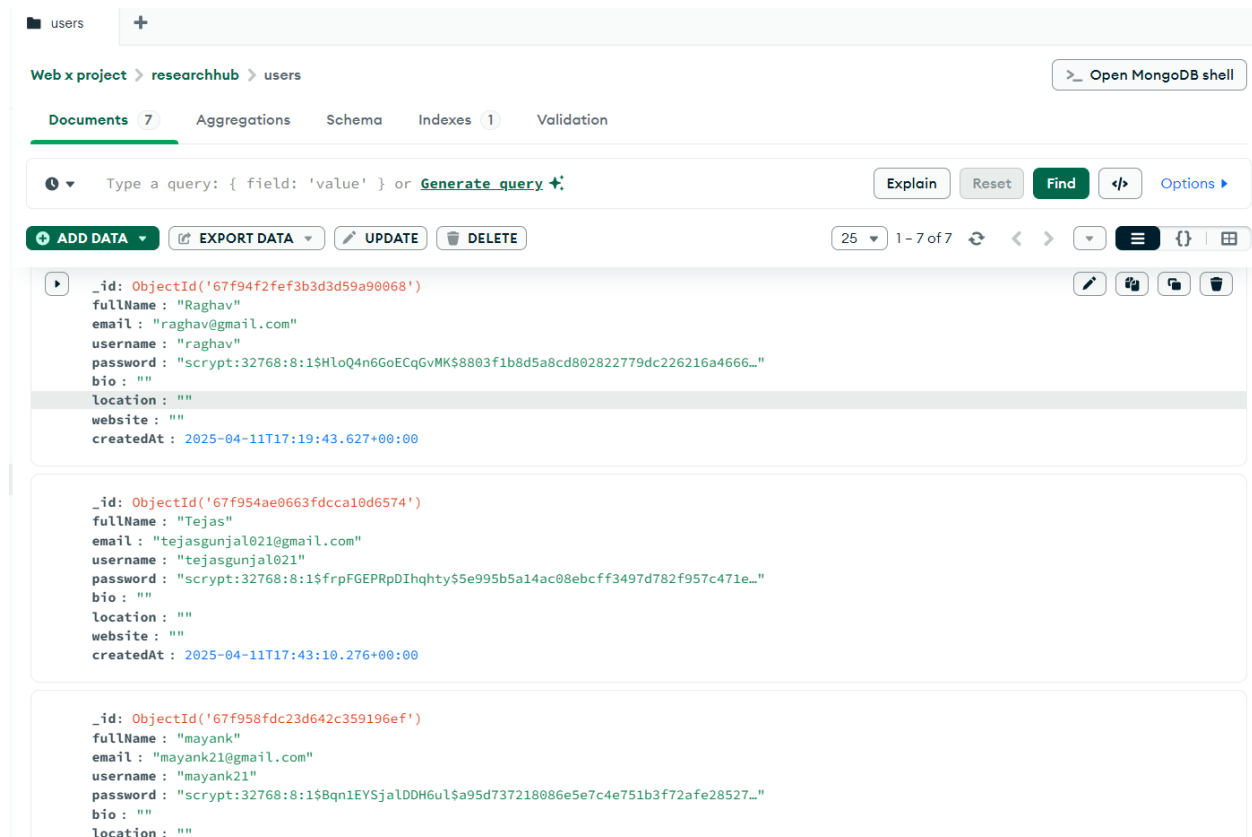 users
Web x project > researchhub > users
>_ Open MongoDB shell
Documents 7 Aggregations Schema Indexes 1 Validation
Type a query: { field: 'value' } or Generate query
Explain Reset Find </> Options
ADD DATA EXPORT DATA UPDATE DELETE
25 1 – 7 of 7 {}
_id: ObjectId('67f94f2fef3b3d3d59a90068')
fullName : "Raghav"
email : "raghav@gmail.com"
username : "raghav"
password : "scrypt:32768:8:1$HloQ4n6GoECqGvMK$8803f1b8d5a8cd802822779dc226216a4666…"
bio : ""
location : ""
website : ""
createdAt : 2025-04-11T17:19:43.627+00:00
_id: ObjectId('67f954ae0663fdcca10d6574')
fullName : "Tejas"
email : "tejasgunjal021@gmail.com"
username : "tejasgunjal021"
password : "scrypt:32768:8:1$frpFGEPRpDIhqhty$5e995b5a14ac08ebcff3497d782f957c471e…"
bio : ""
location : ""
website : ""
createdAt : 2025-04-11T17:43:10.276+00:00
_id: ObjectId('67f958fdc23d642c359196ef')
fullName : "mayank"
email : "mayank21@gmail.com"
username : "mayank21"
password : "scrypt:32768:8:1$Bqn1EYSjalDDH6ul$a95d737218086e5e7c4e751b3f72afe28527…"
bio : ""
location : ""